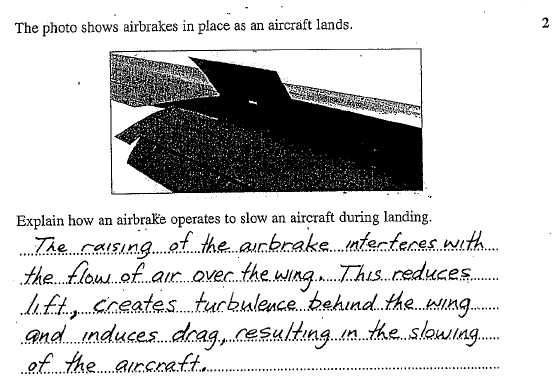 The photo shows airbrakes in place as an aircraft lands.
2
Explain how an airbrake operates to slow an aircraft during landing.
The raising of the airbrake interferes with
the flow of air over the wing. This reduces
lift, creates turbulence behind the wing
and induces drag, resulting in the slowing
of the aircraft.